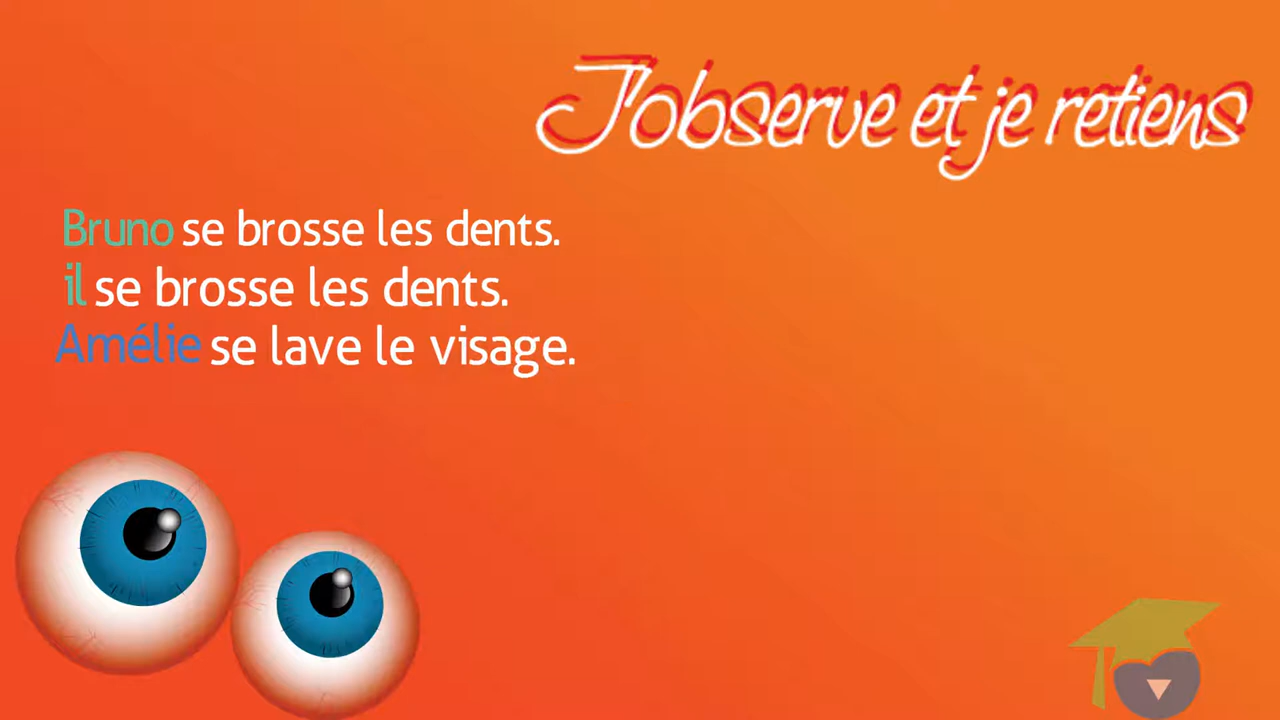 J'observe et je retiens
Bruno se brosse les dents.
il se brosse les dents.
Amélie se lave le visage.